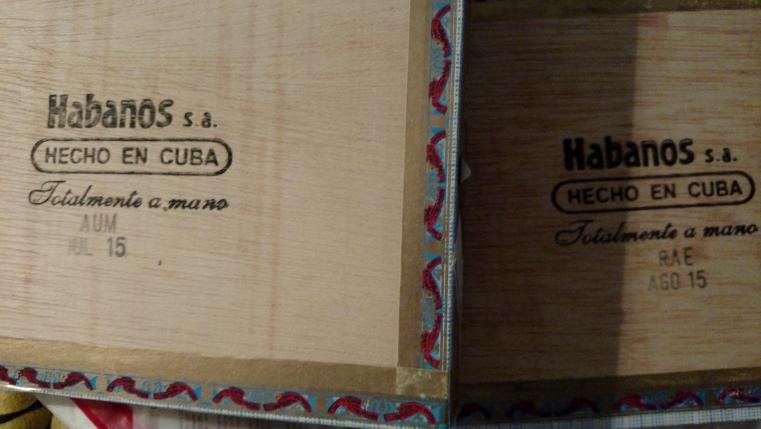 Habanos s.a.
HECHO EN CUBA
Totalmente a mano
AUM
JUL 15
Habanos s.a.
HECHO EN CUBA
Totalmente a mano
RAE
AGO 15